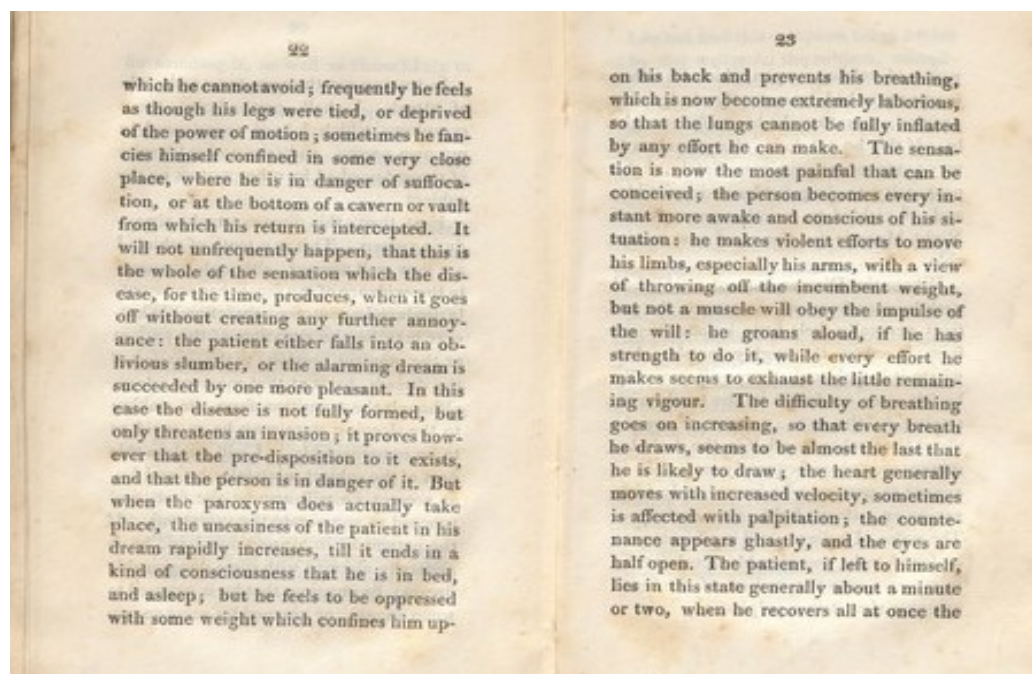 22
which he cannot avoid; frequently he feels
as though his legs were tied, or deprived
of the power of motion; sometimes he fan-
cies himself confined in some very close
place, where he is in danger of suffoca-
tion, or at the bottom of a cavern or vault
from which his return is intercepted. It
will not unfrequently happen, that this is
the whole of the sensation which the dis-
ease, for the time, produces, when it goes
off without creating any further annoy-
ance: the patient either falls into an ob-
livious slumber, or the alarming dream is
succeeded by one more pleasant. In this
case the disease is not fully formed, but
only threatens an invasion; it proves how-
ever that the pre-disposition to it exists,
and that the person is in danger of it. But
when the paroxysm does actually take
place, the uneasiness of the patient in his
dream rapidly increases, till it ends in a
kind of consciousness that he is in bed,
and asleep; but he feels to be oppressed
with some weight which confines him up-
23
on his back and prevents his breathing,
which is now become extremely laborious,
so that the lungs cannot be fully inflated
by any effort he can make. The sensa-
tion is now the most painful that can be
conceived; the person becomes every in-
stant more awake and conscious of his si-
tuation: he makes violent efforts to move
his limbs, especially his arms, with a view
of throwing off the incumbent weight,
but not a muscle will obey the impulse of
the will: he groans aloud, if he has
strength to do it, while every effort he
makes seems to exhaust the little remain-
ing vigour. The difficulty of breathing
goes on increasing, so that every breath
he draws, seems to be almost the last that
he is likely to draw; the heart generally
moves with increased velocity, sometimes
is affected with palpitation; the counte-
nance appears ghastly, and the eyes are
half open. The patient, if left to himself,
lies in this state generally about a minute
or two, when he recovers all at once the